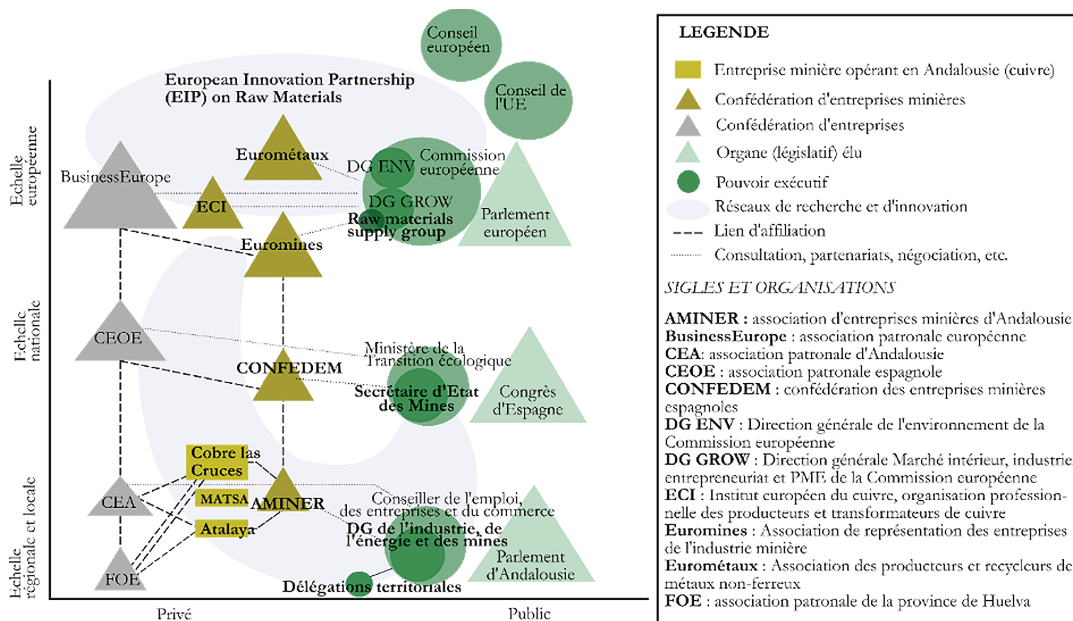 Echelle
européenne
Echelle
nationale
Echelle
régionale et locale
Conseil
européen
Conseil de
l'UE
European Innovation Partnership
(EIP) on Raw Materials
Eurométaux
BusinessEurope
ECI
Euromines
DG ENV
Commission
européenne
DG GROW
Raw materials
supply group
Parlement
européen
CEOE
CONFEDEM
Ministère de la
Transition écologique
Secrétaire d'Etat
des Mines
Congrès
d'Espagne
Cobre las
Cruces
CEA
MATSA
AMINER
Atalaya
FOE
Conseiller de l'emploi,
des entreprises et du commerce
DG de l'industrie, de
l'énergie et des mines
Parlement
d'Andalousie
Délégations territoriales
Privé
Public
LEGENDE
Entreprise minière opérant en Andalousie (cuivre)
Confédération d'entreprises minières
Confédération d'entreprises
Organe (législatif) élu
Pouvoir exécutif
Réseaux de recherche et d'innovation
Lien d'affiliation
Consultation, partenariats, négociation, etc.
SIGLES ET ORGANISATIONS
AMINER : association d'entreprises minières d'Andalousie
BusinessEurope : association patronale européenne
CEA: association patronale d'Andalousie
CEOE : association patronale espagnole
CONFEDEM : confédération des entreprises minières
espagnoles
DG ENV : Direction générale de l'environnement de la
Commission européenne
DG GROW : Direction générale Marché intérieur, industrie,
entrepreneuriat et PME de la Commission européenne
ECI : Institut européen du cuivre, organisation profession-
nelle des producteurs et transformateurs de cuivre
Euromines : Association de représentation des entreprises
de l'industrie minière
Eurométaux : Association des producteurs et recycleurs de
métaux non-ferreux
FOE : association patronale de la province de Huelva